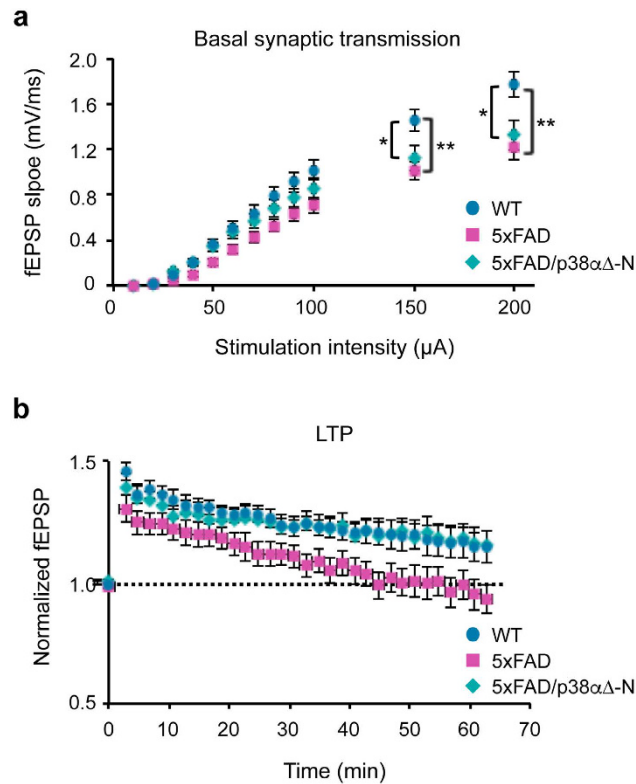 a
Basal synaptic transmission
2.0
1.6
1.2
0.8
0.4
0
fEPSP slpoe (mV/ms)
* **
* **
WT
5xFAD
5xFAD/p38αΔ-N
0 50 100 150 200
Stimulation intensity (µA)
b
LTP
1.5
1.0
0.5
Normalized fEPSP
WT
5xFAD
5xFAD/p38αΔ-N
0 10 20 30 40 50 60 70
Time (min)